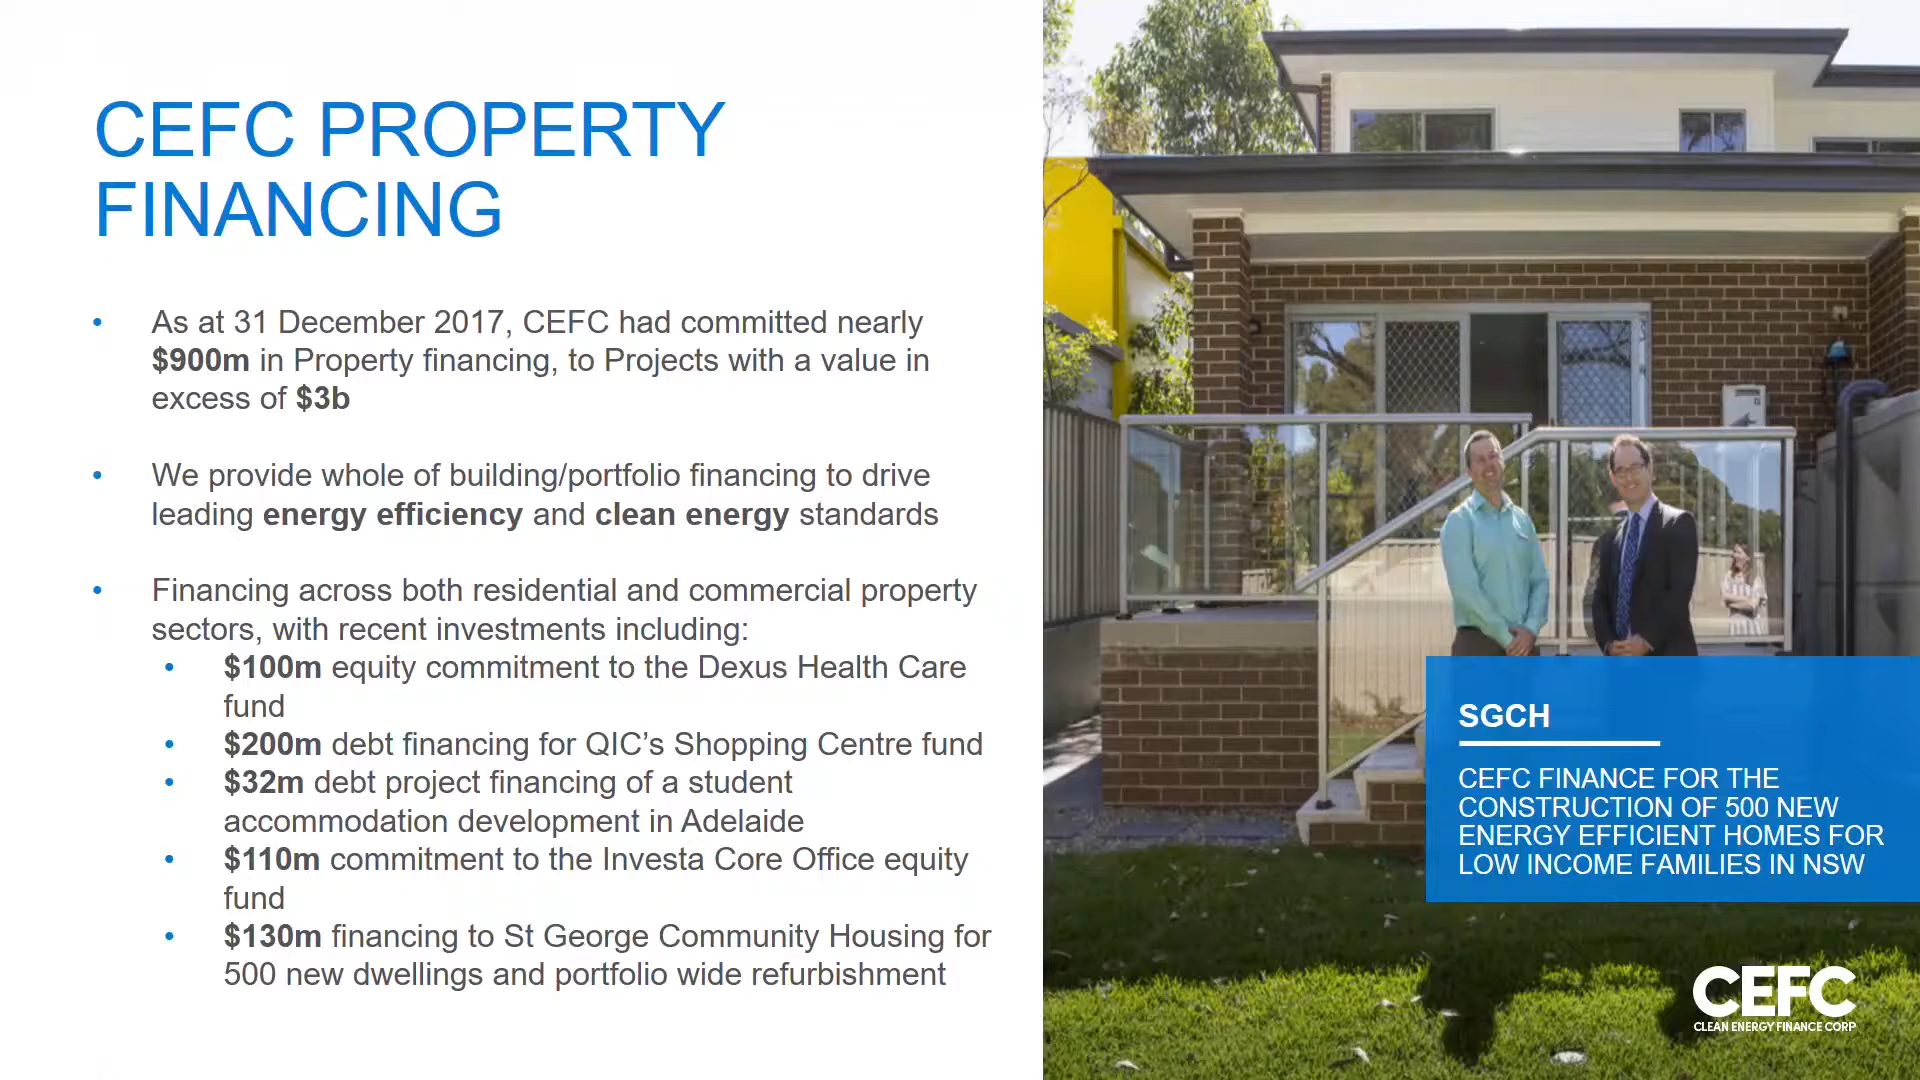 CEFC PROPERTY
FINANCING
• As at 31 December 2017, CEFC had committed nearly
$900m in Property financing, to Projects with a value in
excess of $3b
• We provide whole of building/portfolio financing to drive
leading energy efficiency and clean energy standards
• Financing across both residential and commercial property
sectors, with recent investments including:
• $100m equity commitment to the Dexus Health Care
fund
• $200m debt financing for QIC’s Shopping Centre fund
• $32m debt project financing of a student
accommodation development in Adelaide
• $110m commitment to the Investa Core Office equity
fund
• $130m financing to St George Community Housing for
500 new dwellings and portfolio wide refurbishment
SGCH
CEFC FINANCE FOR THE
CONSTRUCTION OF 500 NEW
ENERGY EFFICIENT HOMES FOR
LOW INCOME FAMILIES IN NSW
CEFC
CLEAN ENERGY FINANCE CORP